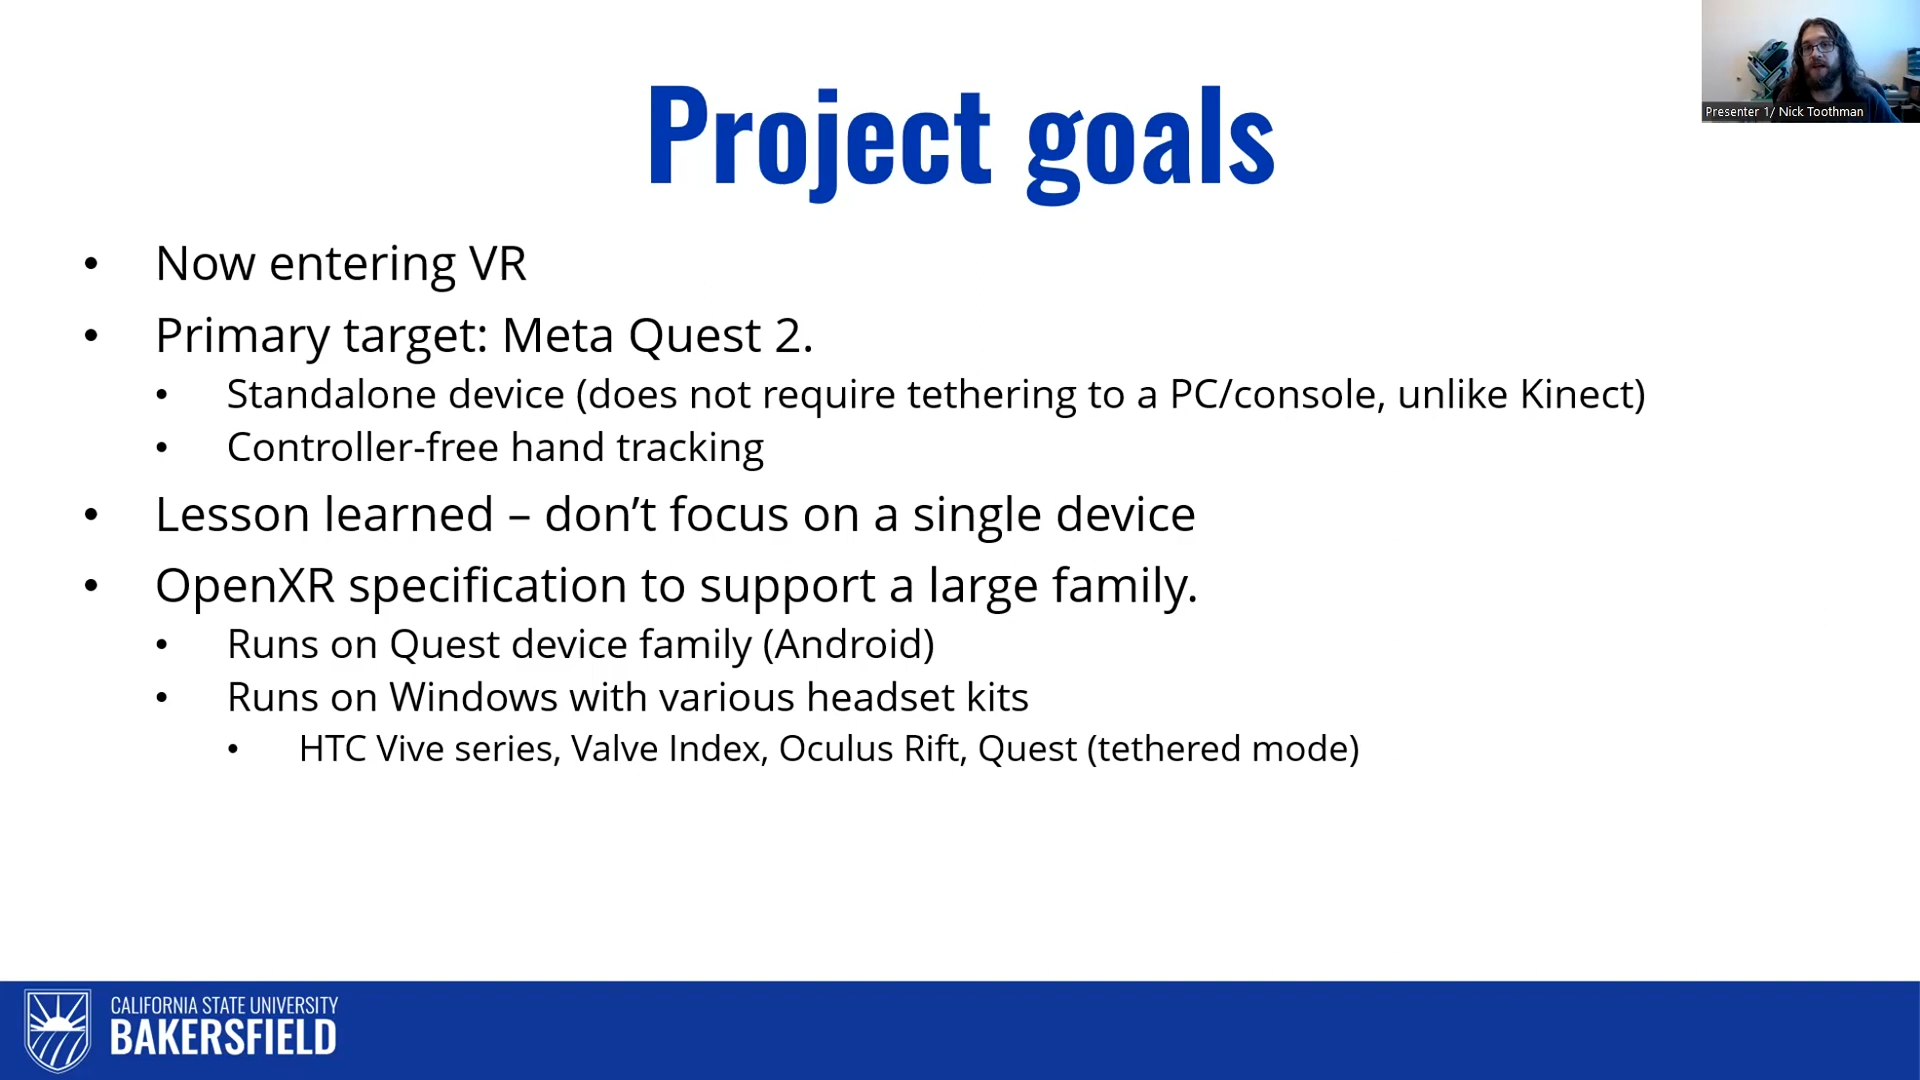 Project goals
Presenter 1/ Nick Toothman
• Now entering VR
• Primary target: Meta Quest 2.
• Standalone device (does not require tethering to a PC/console, unlike Kinect)
• Controller-free hand tracking
• Lesson learned – don’t focus on a single device
• OpenXR specification to support a large family.
• Runs on Quest device family (Android)
• Runs on Windows with various headset kits
• HTC Vive series, Valve Index, Oculus Rift, Quest (tethered mode)
CALIFORNIA STATE UNIVERSITY
BAKERSFIELD